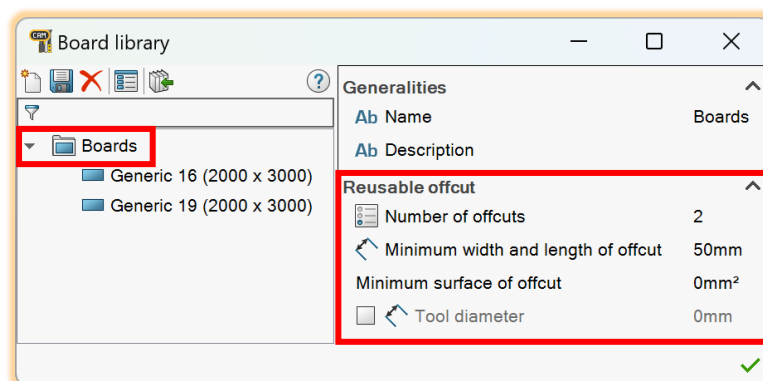 CAM
Board library
?
Generalities
Ab Name Boards
Ab Description
Boards
Generic 16 (2000 x 3000)
Generic 19 (2000 x 3000)
Reusable offcut
Number of offcuts 2
Minimum width and length of offcut 50mm
Minimum surface of offcut 0mm²
Tool diameter 0mm